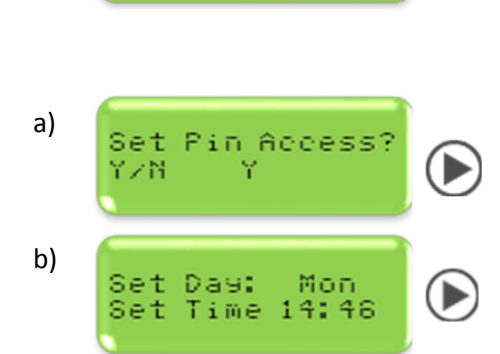 a)
Set Pin Access?
Y/N Y
b)
Set Day: Mon
Set Time 14:46